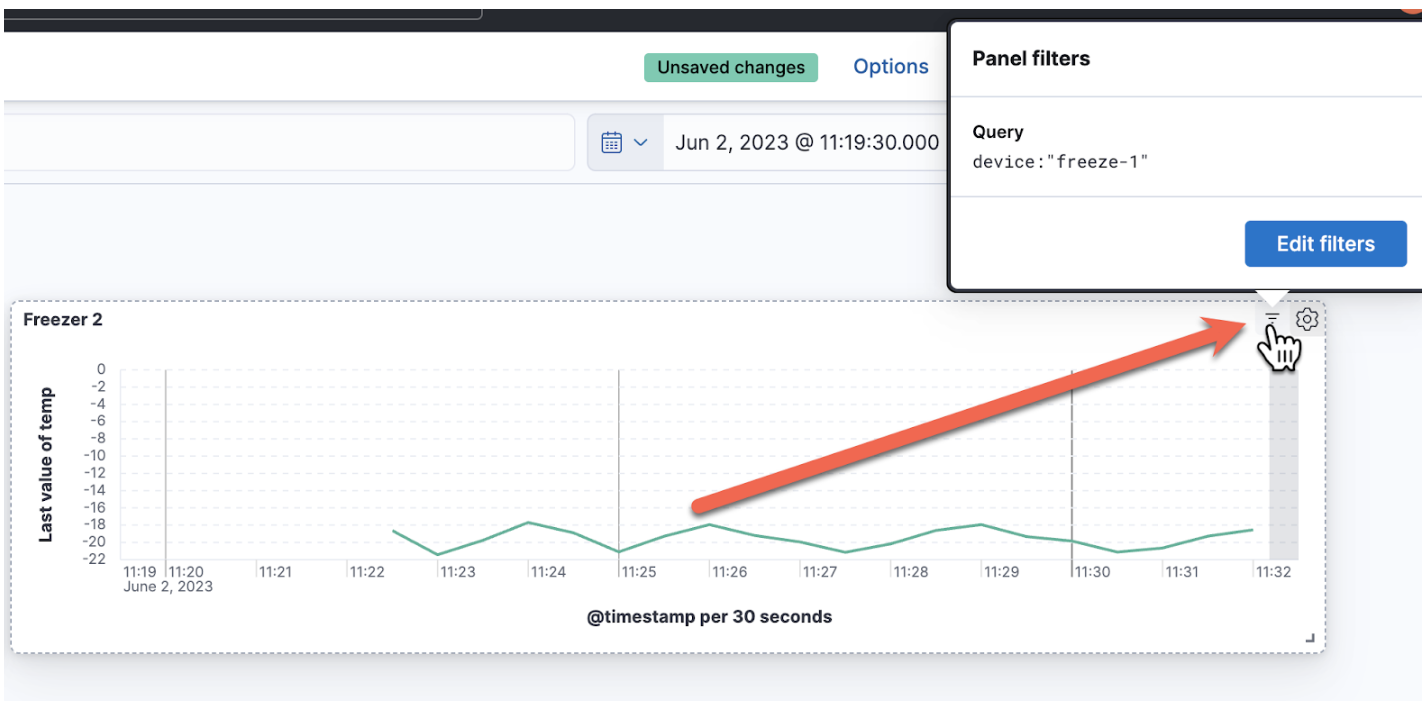 Unsaved changes
Options
Panel filters
Jun 2, 2023 @ 11:19:30.000
Query
device:"freeze-1"
Edit filters
Freezer 2
Last value of temp
0
-2
-4
-6
-8
-10
-12
-14
-16
-18
-20
-22
11:19 11:20 11:21 11:22 11:23 11:24 11:25 11:26 11:27 11:28 11:29 11:30 11:31 11:32
June 2, 2023
@timestamp per 30 seconds